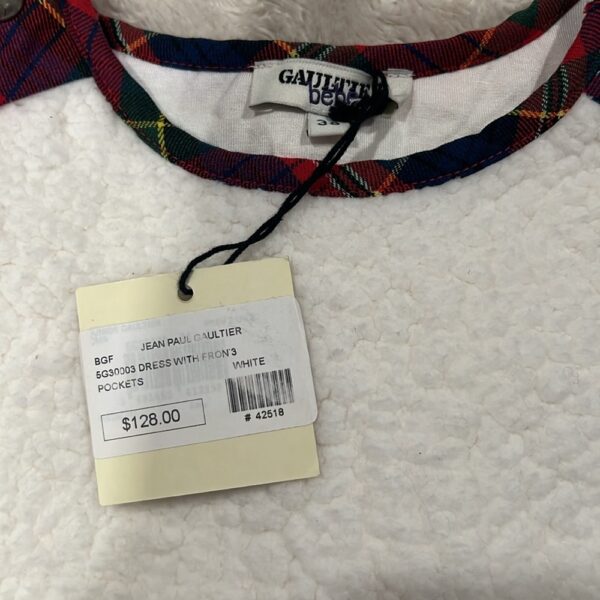 GAULTIER
bebe
JEAN PAUL GAULTIER
BGF
5G30003 DRESS WITH FRON'3
POCKETS
WHITE
$128.00
# 42518